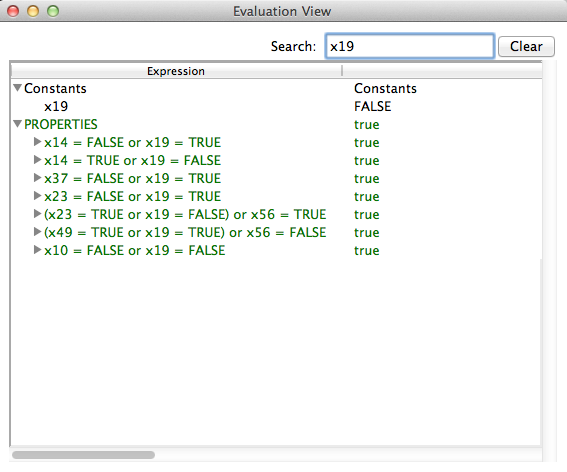 Evaluation View
Search: x19 Clear
Expression
Constants Constants
x19 FALSE
PROPERTIES true
x14 = FALSE or x19 = TRUE true
x14 = TRUE or x19 = FALSE true
x37 = FALSE or x19 = TRUE true
x23 = FALSE or x19 = TRUE true
(x23 = TRUE or x19 = FALSE) or x56 = TRUE true
(x49 = TRUE or x19 = TRUE) or x56 = FALSE true
x10 = FALSE or x19 = FALSE true